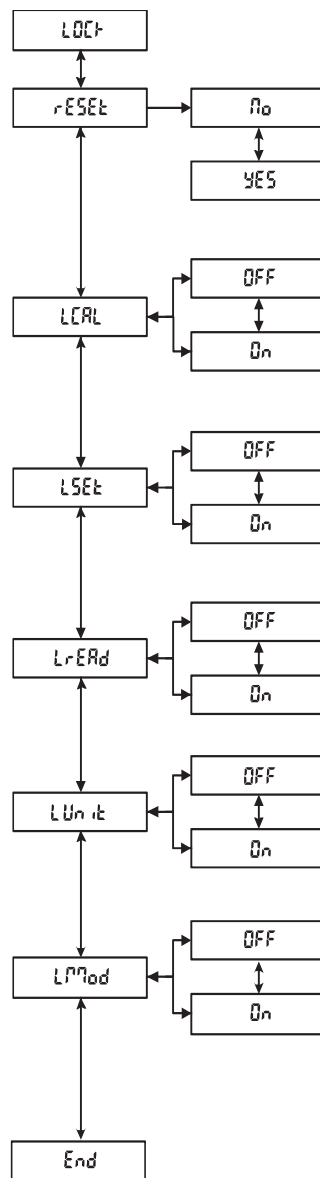 LOCk
rESEt
No
YES
LCAL
OFF
On
LSEt
OFF
On
LrEAd
OFF
On
LUnit
OFF
On
LMod
OFF
On
End